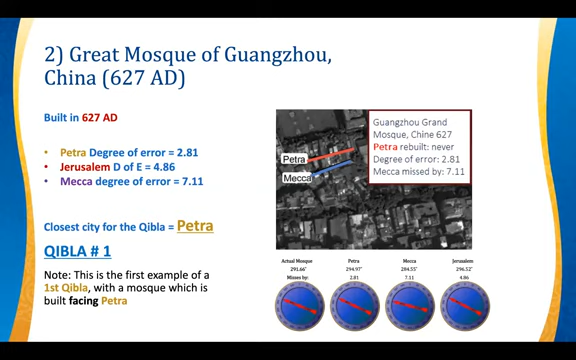 2) Great Mosque of Guangzhou,
China (627 AD)
Built in 627 AD
• Petra Degree of error = 2.81
• Jerusalem D of E = 4.86
• Mecca degree of error = 7.11
Closest city for the Qibla = Petra
QIBLA # 1
Note: This is the first example of a
1st Qibla, with a mosque which is
built facing Petra
Guangzhou Grand
Mosque, Chine 627
Petra rebuilt: never
Degree of error: 2.81
Mecca missed by: 7.11
Petra
Mecca
Actual Mosque Petra Mecca Jerusalem
291.66° 294.97° 284.55° 296.52°
Misses by: 2.81 7.11 4.86